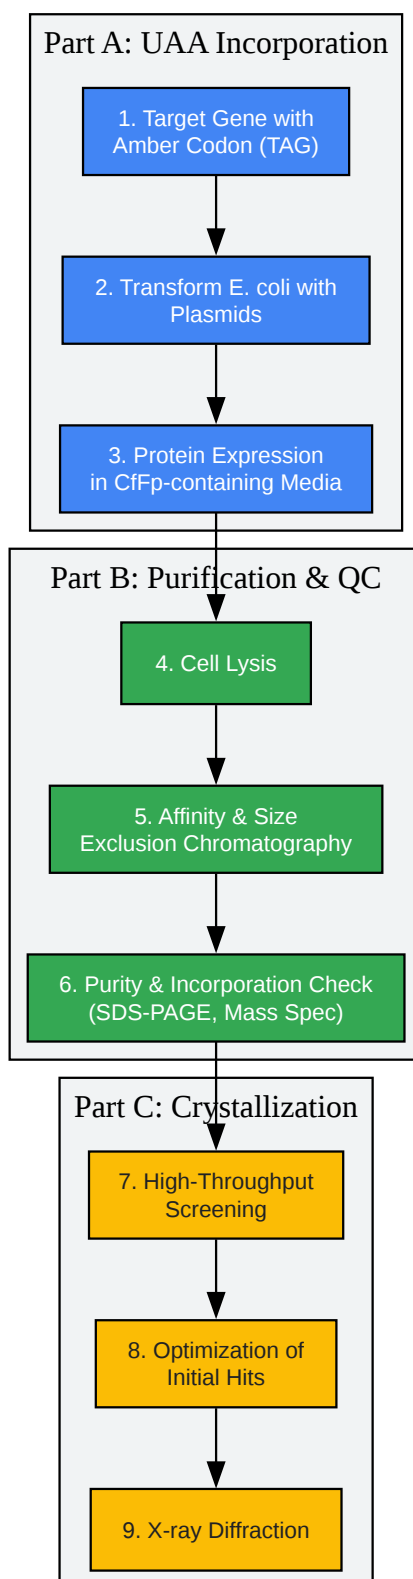 Part A: UAA Incorporation
1. Target Gene with
Amber Codon (TAG)
2. Transform E. coli with
Plasmids
3. Protein Expression
in CfFp-containing Media
Part B: Purification & QC
4. Cell Lysis
5. Affinity & Size
Exclusion Chromatography
6. Purity & Incorporation Check
(SDS-PAGE, Mass Spec)
Part C: Crystallization
7. High-Throughput
Screening
8. Optimization of
Initial Hits
9. X-ray Diffraction